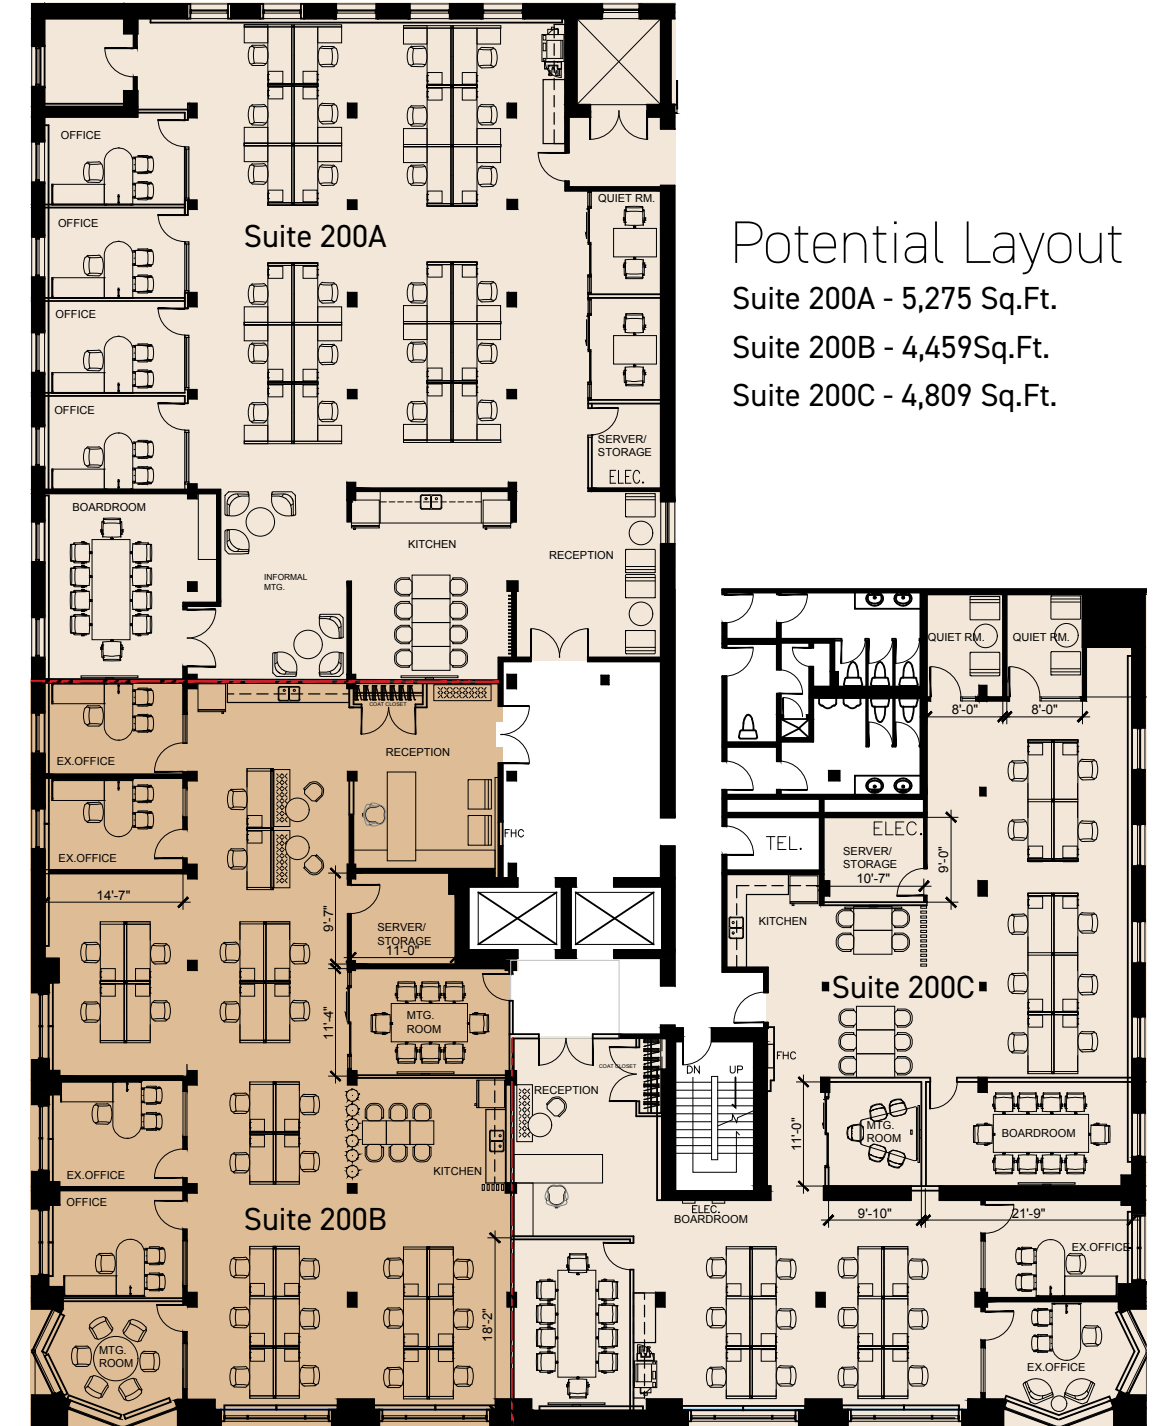 OFFICE
QUIET RM.
OFFICE
Suite 200A
Potential Layout
Suite 200A - 5,275 Sq.Ft.
OFFICE
Suite 200B - 4,459Sq.Ft.
Suite 200C - 4,809 Sq.Ft.
OFFICE
SERVER/
STORAGE
ELEC.
BOARDROOM
KITCHEN
RECEPTION
INFORMAL
MTG.
QUIET RM.
QUIET RM.
COAT CLOSET
8'-0"
8'-0"
RECEPTION
EX.OFFICE
FHC
ELEC.
TEL.
SERVER/
STORAGE
10'-7"
9'-0"
EX.OFFICE
14'-7"
9'-7"
KITCHEN
SERVER/
STORAGE
11'-0"
Suite 200C
MTG.
ROOM
11'-4"
FHC
COAT CLOSET
DN
UP
RECEPTION
MTG.
ROOM
11'-0"
BOARDROOM
EX.OFFICE
KITCHEN
OFFICE
ELEC.
BOARDROOM
9'-10"
21'-9"
Suite 200B
EX.OFFICE
18'-2"
MTG.
ROOM
EX.OFFICE